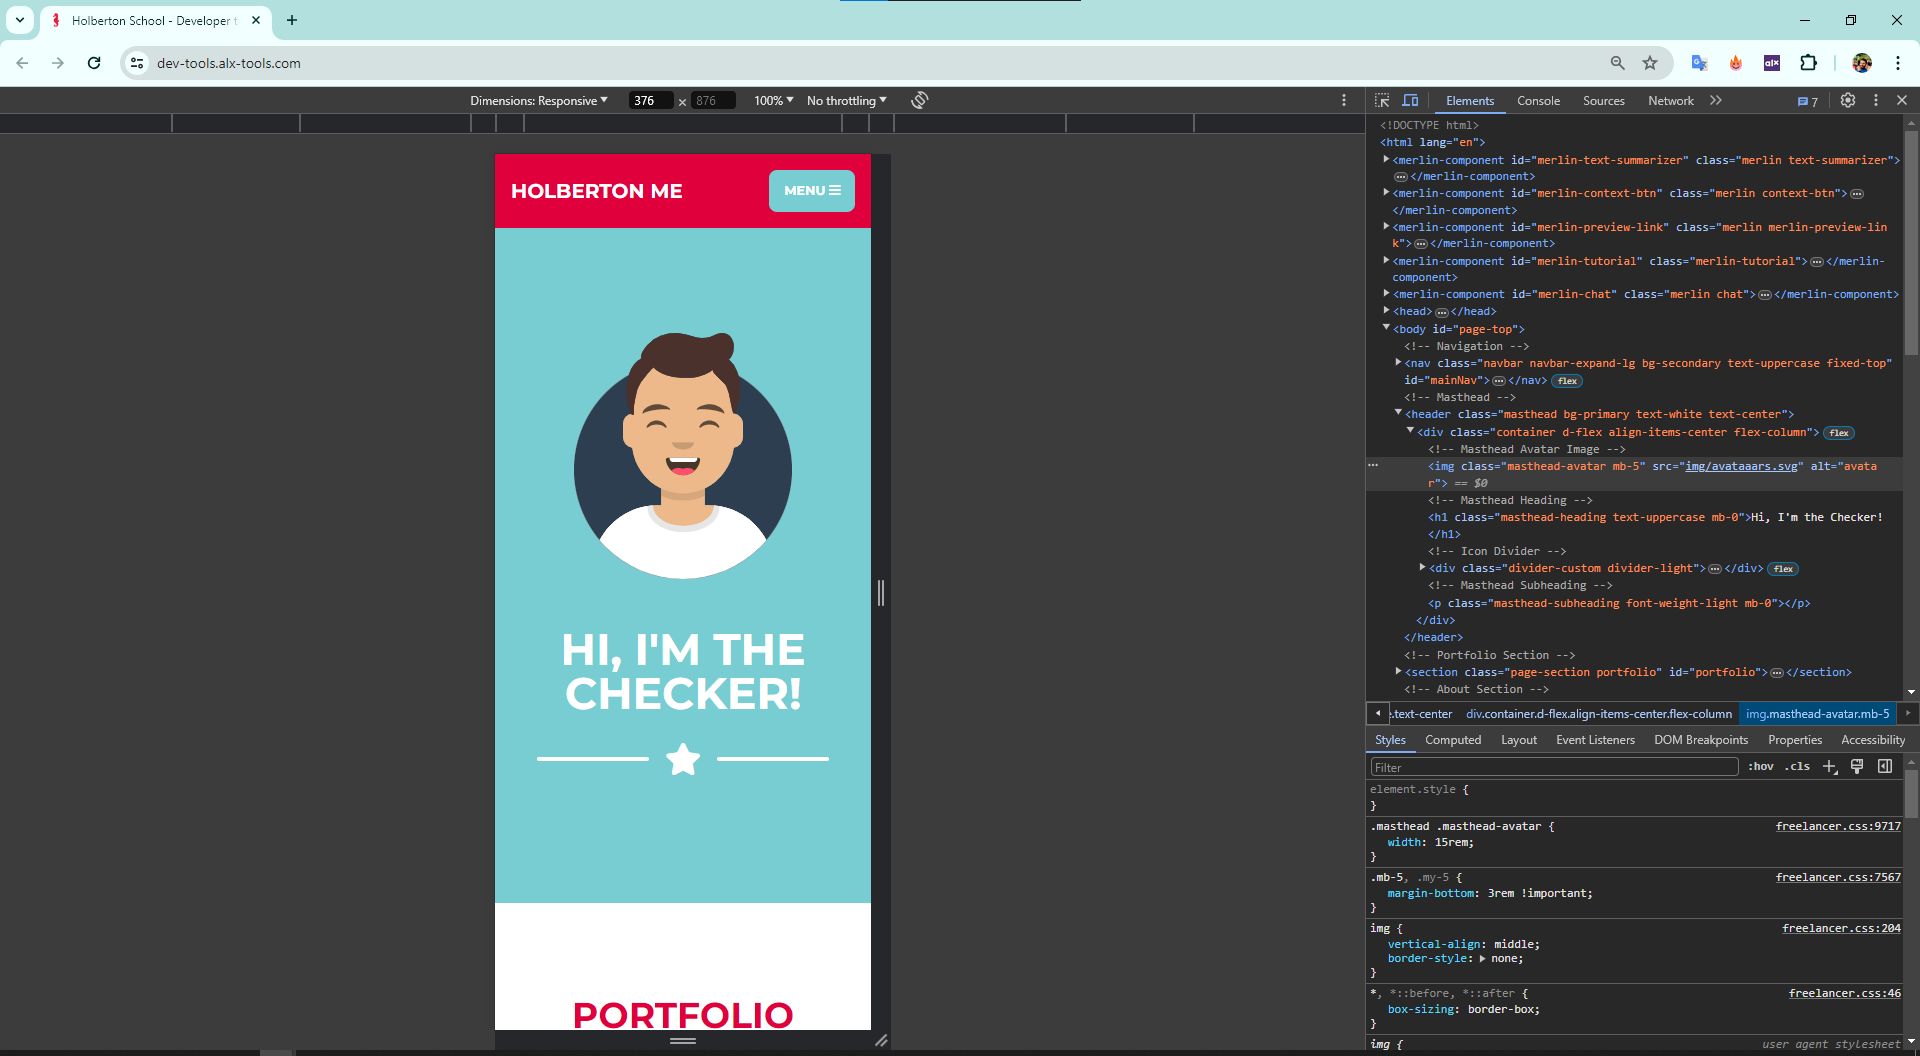 Holberton School - Developer t
dev-tools.alx-tools.com
alx
Dimensions: Responsive 376 × 876 100% No throttling
Elements Console Sources Network 7
HOLBERTON ME
MENU
HI, I'M THE
CHECKER!
PORTFOLIO
<!DOCTYPE html>
<html lang="en">
<merlin-component id="merlin-text-summarizer" class="merlin text-summarizer">
… </merlin-component>
<merlin-component id="merlin-context-btn" class="merlin context-btn"> …
</merlin-component>
<merlin-component id="merlin-preview-link" class="merlin merlin-preview-lin
k"> … </merlin-component>
<merlin-component id="merlin-tutorial" class="merlin-tutorial"> … </merlin-
component>
<merlin-component id="merlin-chat" class="merlin chat"> … </merlin-component>
<head> … </head>
<body id="page-top">
<!-- Navigation -->
<nav class="navbar navbar-expand-lg bg-secondary text-uppercase fixed-top"
id="mainNav"> … </nav> flex
<!-- Masthead -->
<header class="masthead bg-primary text-white text-center">
<div class="container d-flex align-items-center flex-column"> flex
<!-- Masthead Avatar Image -->
… <img class="masthead-avatar mb-5" src="img/avataaars.svg" alt="avata
r"> == $0
<!-- Masthead Heading -->
<h1 class="masthead-heading text-uppercase mb-0">Hi, I'm the Checker!
</h1>
<!-- Icon Divider -->
<div class="divider-custom divider-light"> … </div> flex
<!-- Masthead Subheading -->
<p class="masthead-subheading font-weight-light mb-0"></p>
</div>
</header>
<!-- Portfolio Section -->
<section class="page-section portfolio" id="portfolio"> … </section>
<!-- About Section -->
.text-center div.container.d-flex.align-items-center.flex-column img.masthead-avatar.mb-5
Styles Computed Layout Event Listeners DOM Breakpoints Properties Accessibility
Filter :hov .cls
element.style {
}
.masthead .masthead-avatar { freelancer.css:9717
width: 15rem;
}
.mb-5, .my-5 { freelancer.css:7567
margin-bottom: 3rem !important;
}
img { freelancer.css:204
vertical-align: middle;
border-style: none;
}
*, *::before, *::after { freelancer.css:46
box-sizing: border-box;
}
img { user agent stylesheet